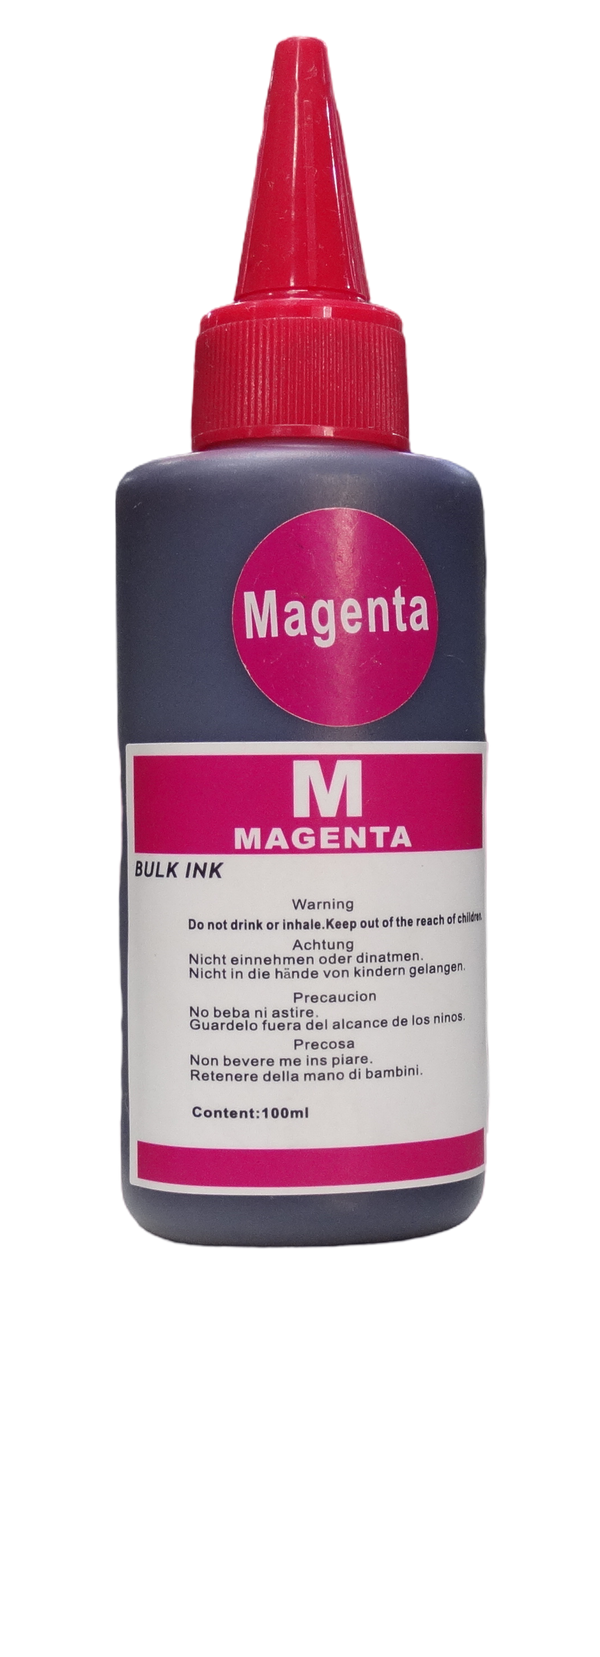 Magenta
M
MAGENTA
BULK INK
Warning
Do not drink or inhale.Keep out of the reach of children.
Achtung
Nicht einnehmen oder dinatmen.
Nicht in die hände von kindern gelangen.
Precaucion
No beba ni astire.
Guardelo fuera del alcance de los ninos.
Precosa
Non bevere me ins piare.
Retenere della mano di bambini.
Content:100ml